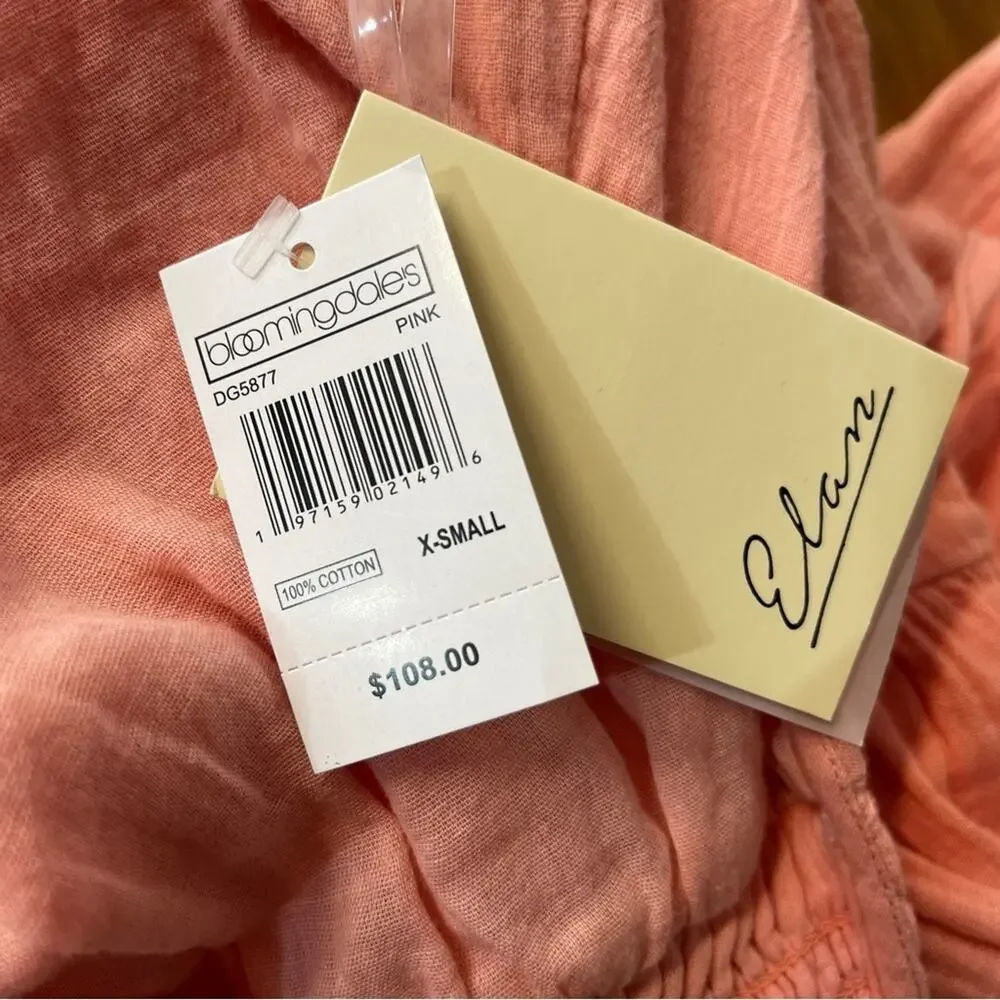 bloomingdale's
PINK
DG5877
1 97159 02149 6
X-SMALL
100% COTTON
$108.00
Elan